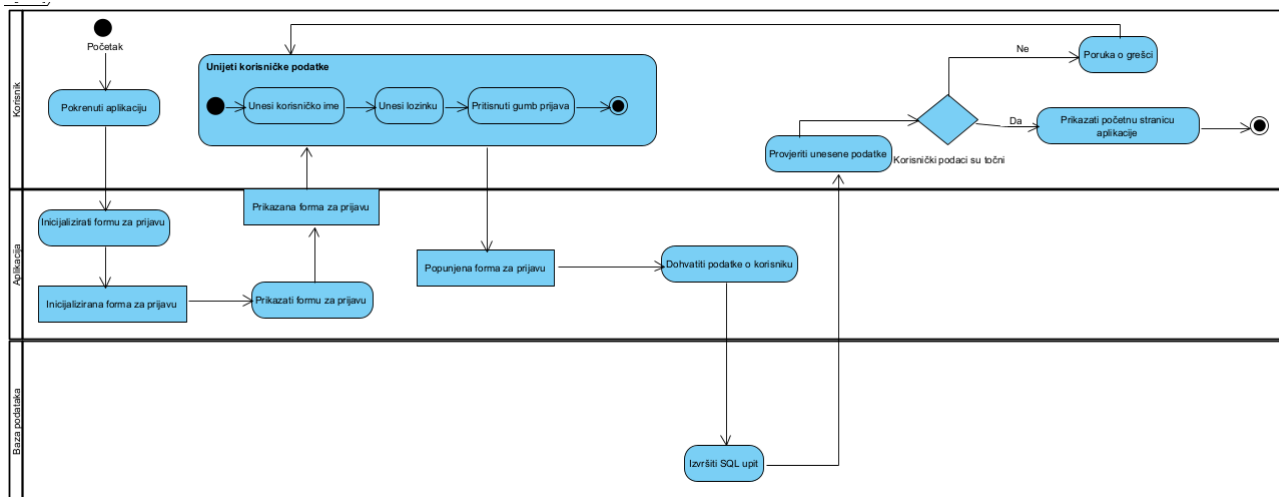 Korisnik
Početak
Pokrenuti aplikaciju
Unijeti korisničke podatke
Unesi korisničko ime
Unesi lozinku
Pritisnuti gumb prijava
Provjeriti unesene podatke
Korisnički podaci su točni
Ne
Poruka o grešci
Da
Prikazati početnu stranicu
aplikacije
Aplikacija
Inicijalizirati formu za prijavu
Inicijalizirana forma za prijavu
Prikazati formu za prijavu
Prikazana forma za prijavu
Popunjena forma za prijavu
Dohvatiti podatke o korisniku
Baza podataka
Izvršiti SQL upit